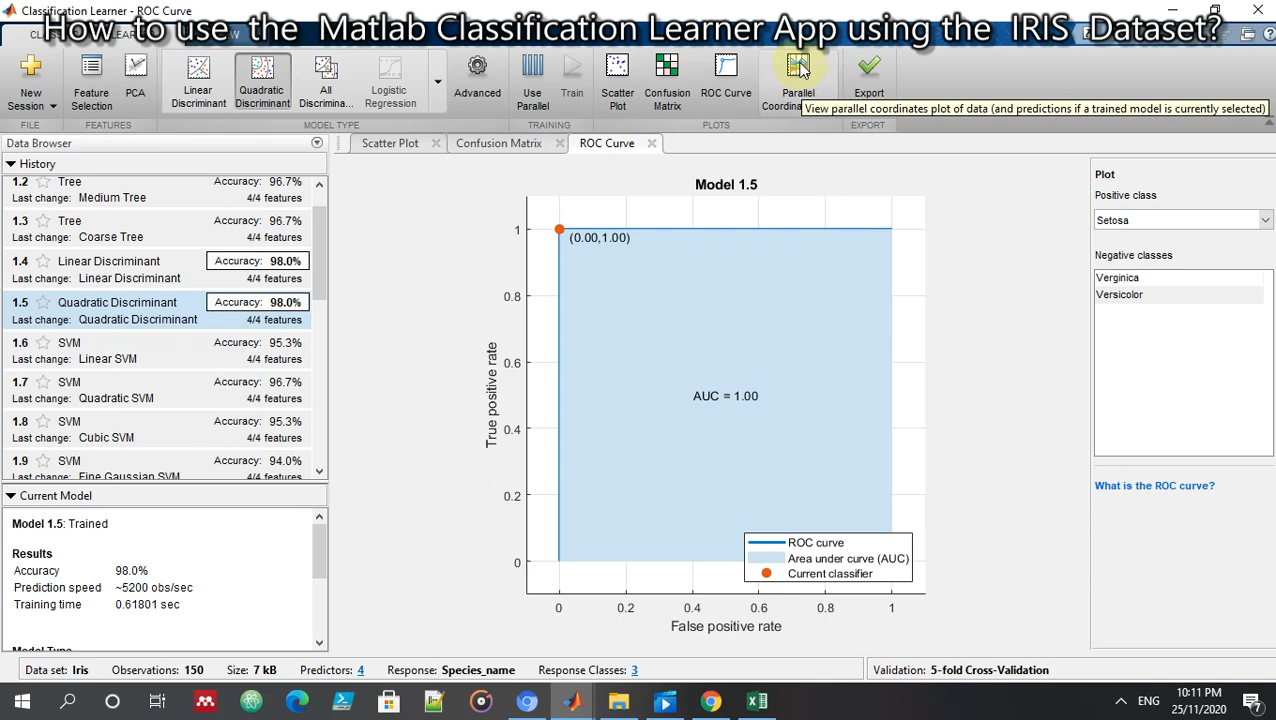 Classification Learner - ROC Curve
How to use the Matlab Classification Learner App using the IRIS Dataset?
New Session
Feature Selection
PCA
Linear Discriminant
Quadratic Discriminant
All Discrimina...
Logistic Regression
Advanced
Use Parallel
Train
Scatter Plot
Confusion Matrix
ROC Curve
Parallel
Export
View parallel coordinates plot of data (and predictions if a trained model is currently selected)
FILE
FEATURES
MODEL TYPE
TRAINING
PLOTS
EXPORT
Data Browser
Scatter Plot
Confusion Matrix
ROC Curve
History
1.2 Tree Accuracy: 96.7%
Last change: Medium Tree 4/4 features
1.3 Tree Accuracy: 96.7%
Last change: Coarse Tree 4/4 features
1.4 Linear Discriminant Accuracy: 98.0%
Last change: Linear Discriminant 4/4 features
1.5 Quadratic Discriminant Accuracy: 98.0%
Last change: Quadratic Discriminant 4/4 features
1.6 SVM Accuracy: 95.3%
Last change: Linear SVM 4/4 features
1.7 SVM Accuracy: 96.7%
Last change: Quadratic SVM 4/4 features
1.8 SVM Accuracy: 95.3%
Last change: Cubic SVM 4/4 features
1.9 SVM Accuracy: 94.0%
Last change: Fine Gaussian SVM 4/4 features
Current Model
Model 1.5: Trained
Results
Accuracy 98.0%
Prediction speed ~5200 obs/sec
Training time 0.61801 sec
Model Type
Model 1.5
(0.00,1.00)
AUC = 1.00
True positive rate
1
0.8
0.6
0.4
0.2
0
0 0.2 0.4 0.6 0.8 1
False positive rate
ROC curve
Area under curve (AUC)
Current classifier
Plot
Positive class
Setosa
Negative classes
Verginica
Versicolor
What is the ROC curve?
Data set: Iris Observations: 150 Size: 7 kB Predictors: 4 Response: Species_name Response Classes: 3 Validation: 5-fold Cross-Validation
ENG
10:11 PM
25/11/2020
7